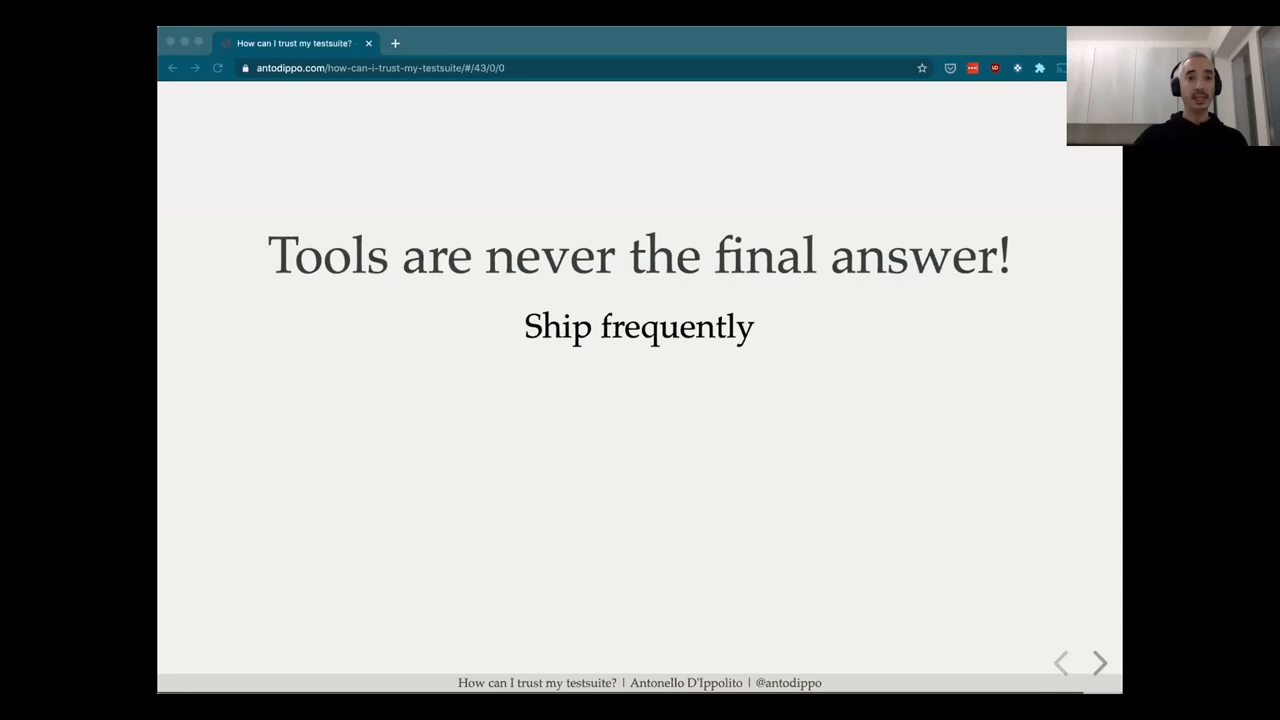 How can I trust my testsuite?
antodippo.com/how-can-i-trust-my-testsuite/#/43/0/0
Tools are never the final answer!
Ship frequently
How can I trust my testsuite? | Antonello D'Ippolito | @antodippo